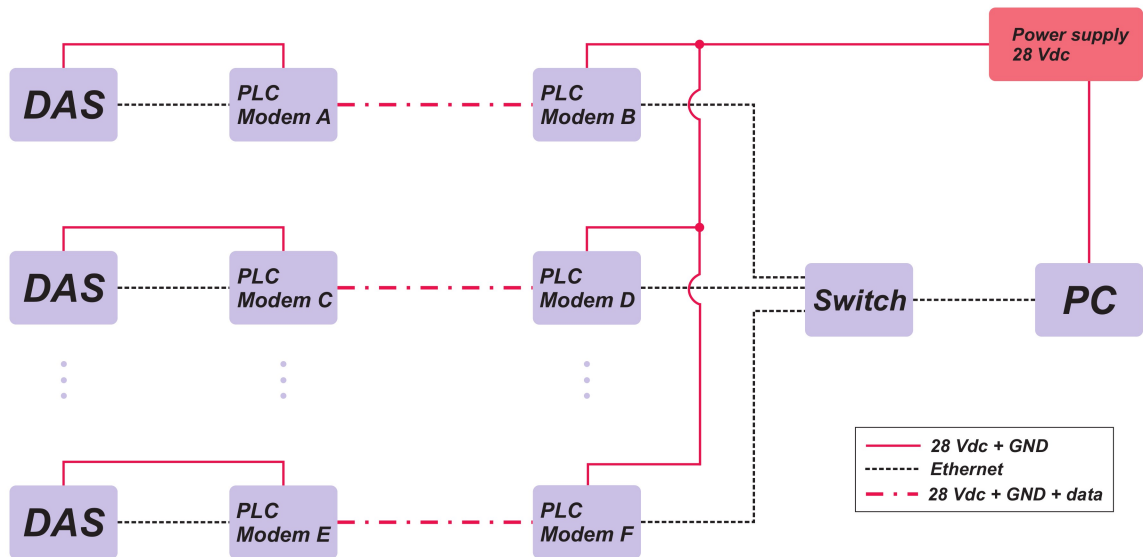 Power supply
28 Vdc
DAS
PLC
Modem A
PLC
Modem B
DAS
PLC
Modem C
PLC
Modem D
Switch
PC
28 Vdc + GND
Ethernet
28 Vdc + GND + data
DAS
PLC
Modem E
PLC
Modem F